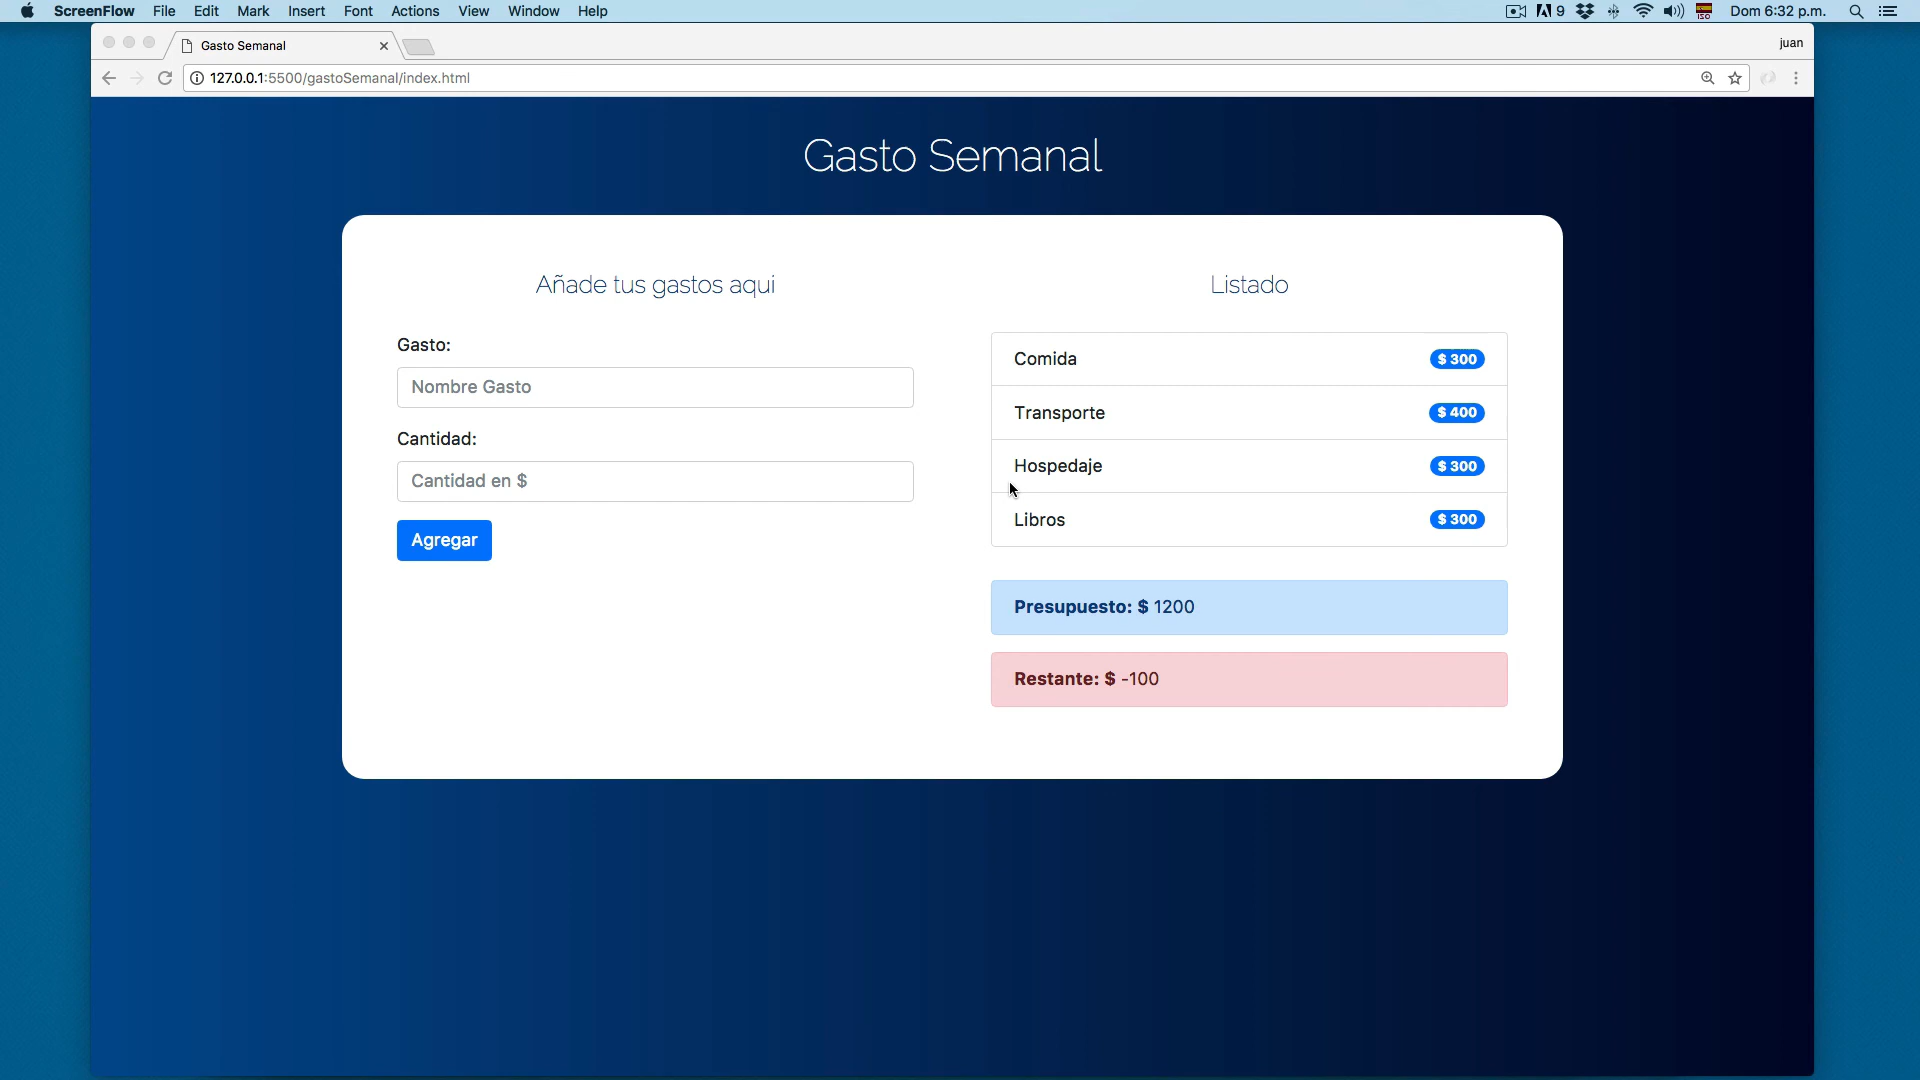 ScreenFlow File Edit Mark Insert Font Actions View Window Help 9 ISO Dom 6:32 p.m.
Gasto Semanal
juan
127.0.0.1:5500/gastoSemanal/index.html
Gasto Semanal
Añade tus gastos aqui
Gasto:
Nombre Gasto
Cantidad:
Cantidad en $
Agregar
Listado
Comida $ 300
Transporte $ 400
Hospedaje $ 300
Libros $ 300
Presupuesto: $ 1200
Restante: $ -100